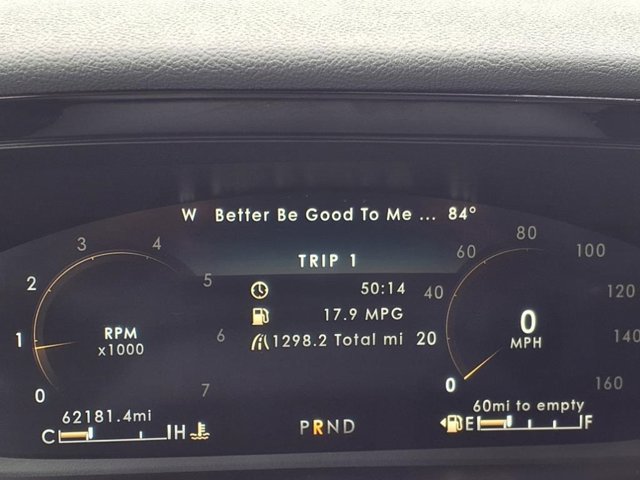 W Better Be Good To Me ... 84°
TRIP 1
50:14
17.9 MPG
1298.2 Total mi
0 1 2 3 4 5 6 7
RPM
x1000
0 20 40 60 80 100 120 140 160
0
MPH
62181.4mi
C H
PRND
60mi to empty
E F